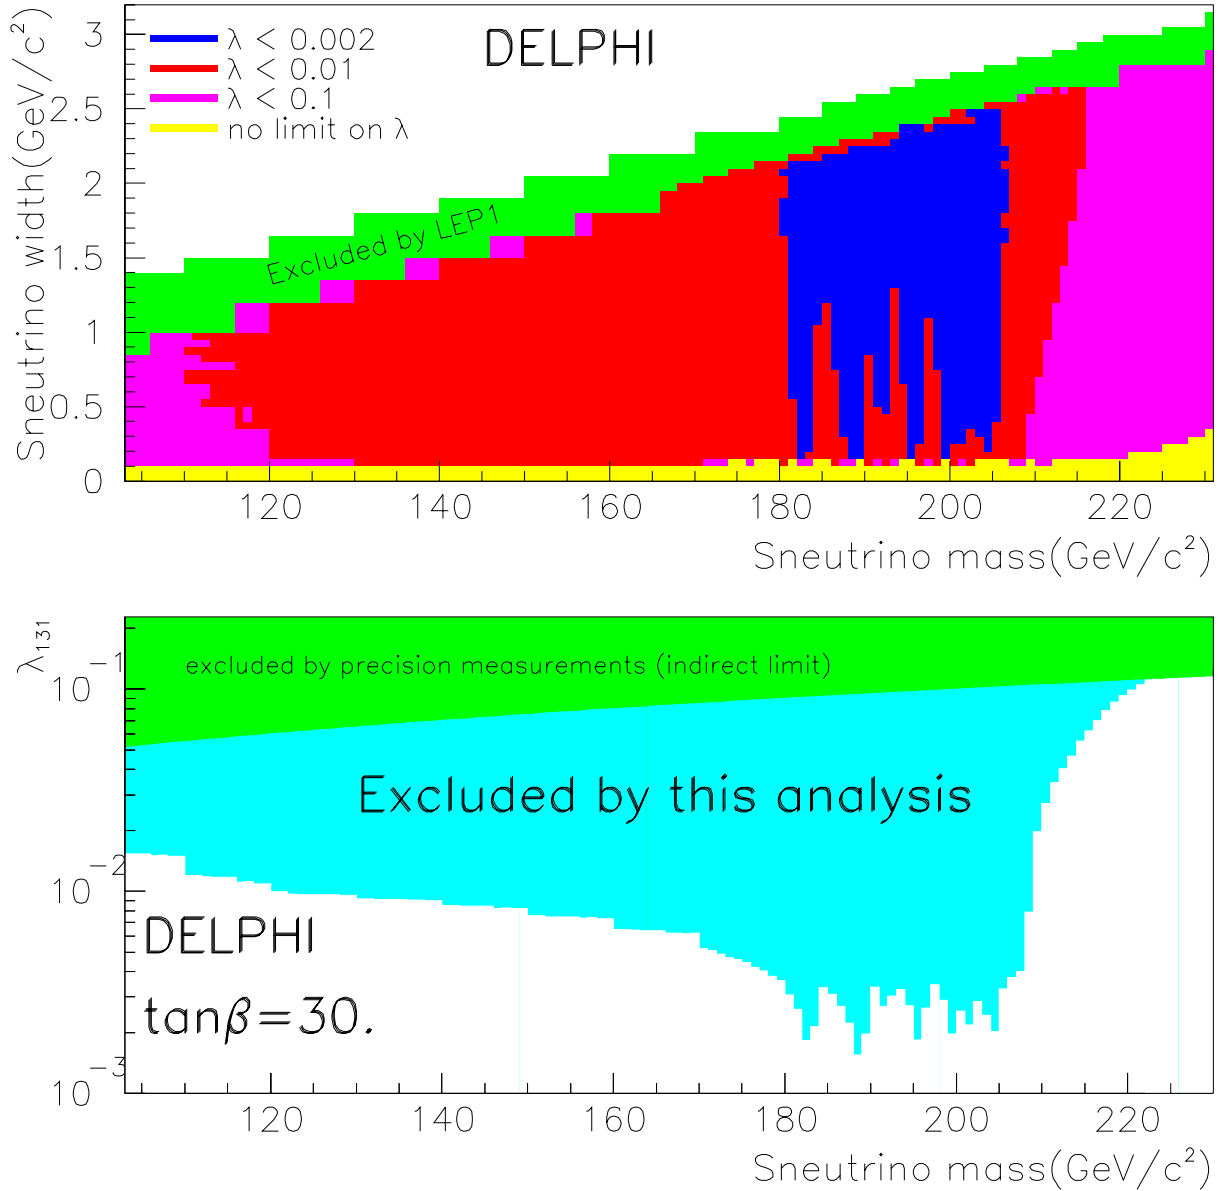 Sneutrino width(GeV/c²)
3
2.5
2
1.5
1
0.5
0
λ < 0.002
λ < 0.01
λ < 0.1
no limit on λ
DELPHI
Excluded by LEP1
120 140 160 180 200 220
Sneutrino mass(GeV/c²)
λ₁₃₁
10⁻¹
10⁻²
10⁻³
excluded by precision measurements (indirect limit)
Excluded by this analysis
DELPHI
tanβ=30.
120 140 160 180 200 220
Sneutrino mass(GeV/c²)